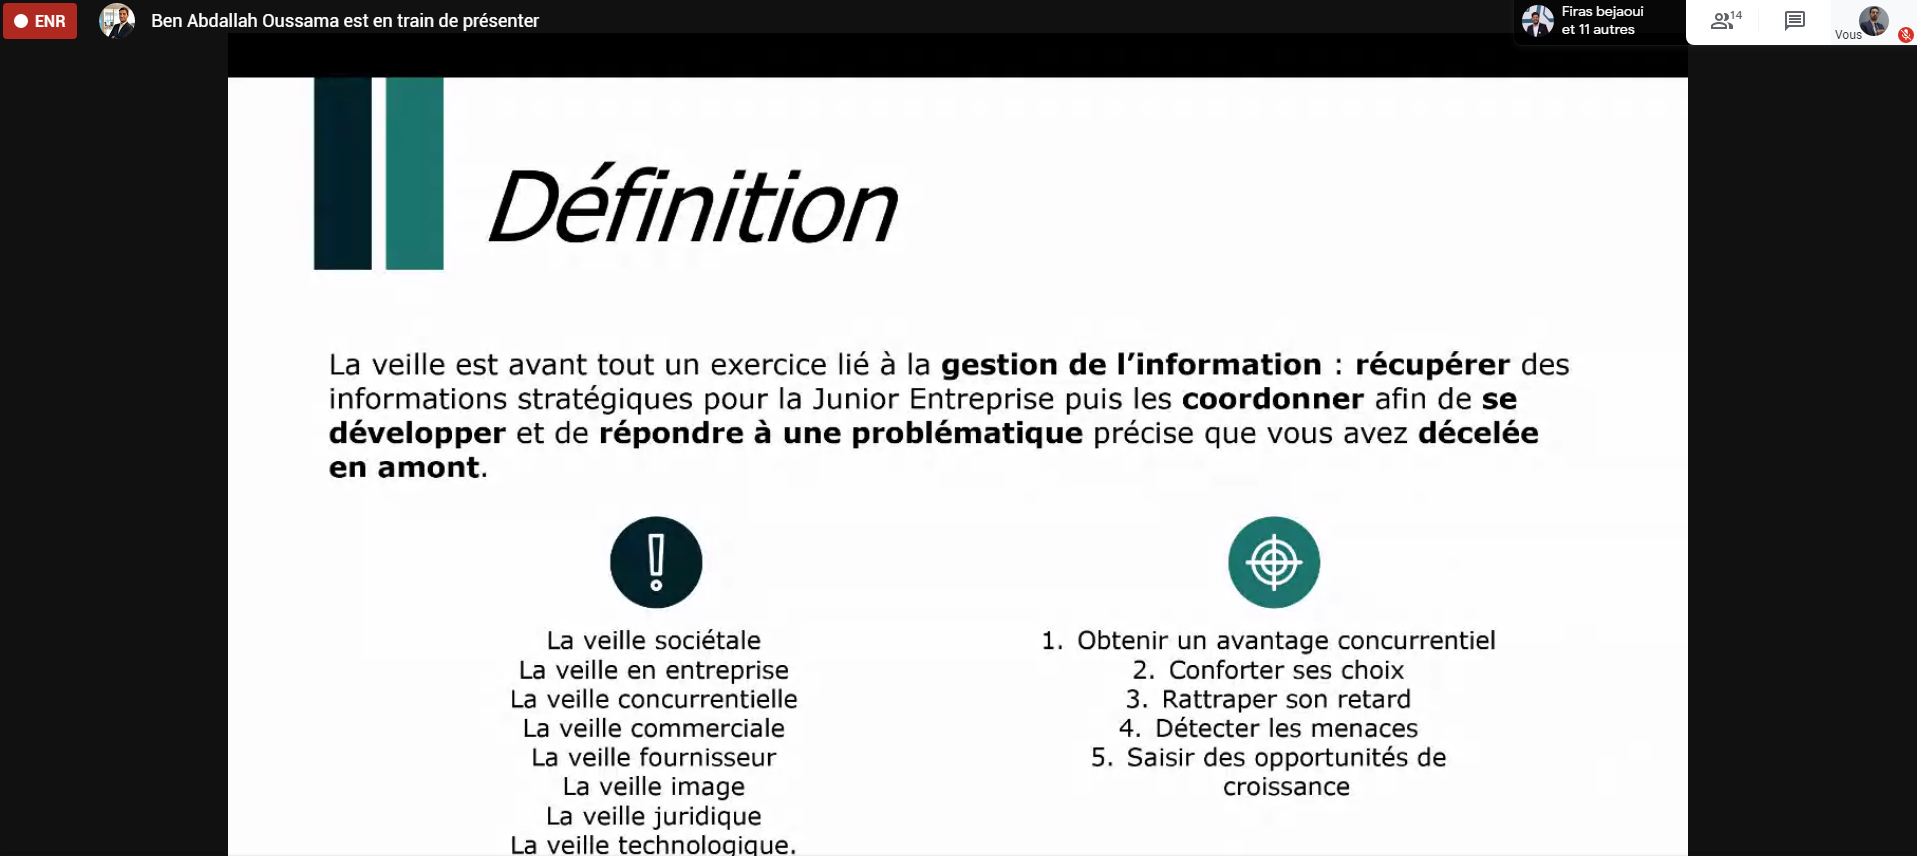 ENR
Ben Abdallah Oussama est en train de présenter
Firas bejaoui
et 11 autres
14
Vous
Définition
La veille est avant tout un exercice lié à la gestion de l’information : récupérer des
informations stratégiques pour la Junior Entreprise puis les coordonner afin de se
développer et de répondre à une problématique précise que vous avez décelée
en amont.
La veille sociétale
La veille en entreprise
La veille concurrentielle
La veille commerciale
La veille fournisseur
La veille image
La veille juridique
La veille technologique.
1. Obtenir un avantage concurrentiel
2. Conforter ses choix
3. Rattraper son retard
4. Détecter les menaces
5. Saisir des opportunités de
croissance